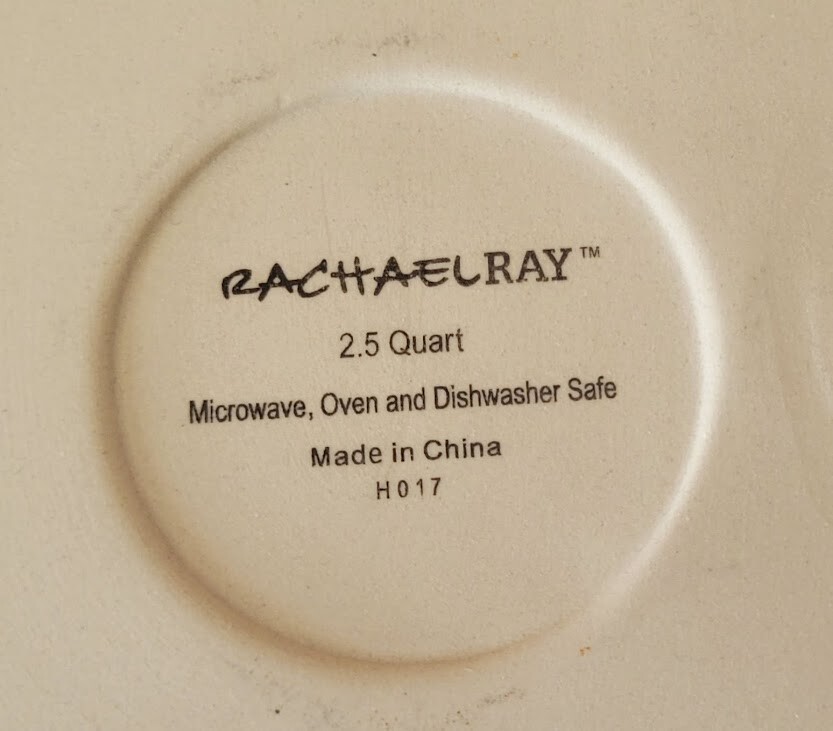 RACHAELRAY™
2.5 Quart
Microwave, Oven and Dishwasher Safe
Made in China
H017